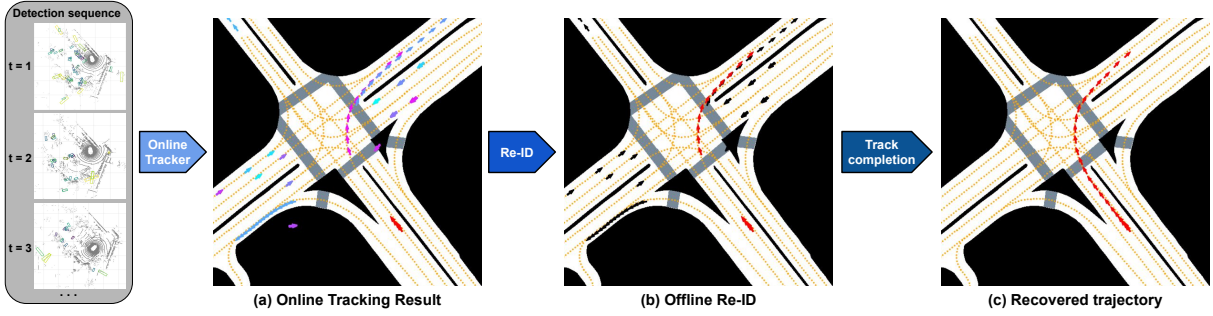 Detection sequence
t = 1
t = 2
t = 3
. . .
Online
Tracker
(a) Online Tracking Result
Re-ID
(b) Offline Re-ID
Track
completion
(c) Recovered trajectory